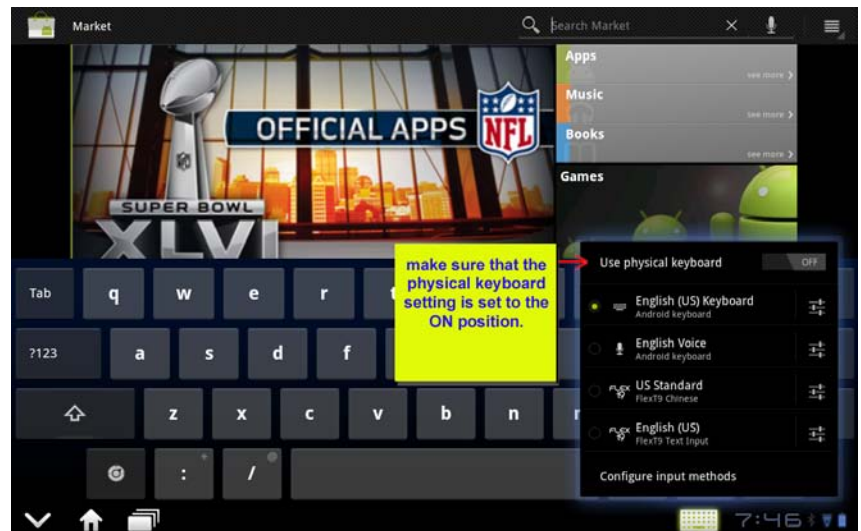 Market
Search Market
OFFICIAL APPS NFL
SUPER BOWL
XLVI
Apps
see more
Music
see more
Books
see more
Games
make sure that the
physical keyboard
setting is set to the
ON position.
Use physical keyboard OFF
English (US) Keyboard
Android keyboard
English Voice
Android keyboard
US Standard
FlexT9 Chinese
English (US)
FlexT9 Text Input
Configure input methods
Tab q w e r
?123 a s d f
z x c v b n
: / @
7:46